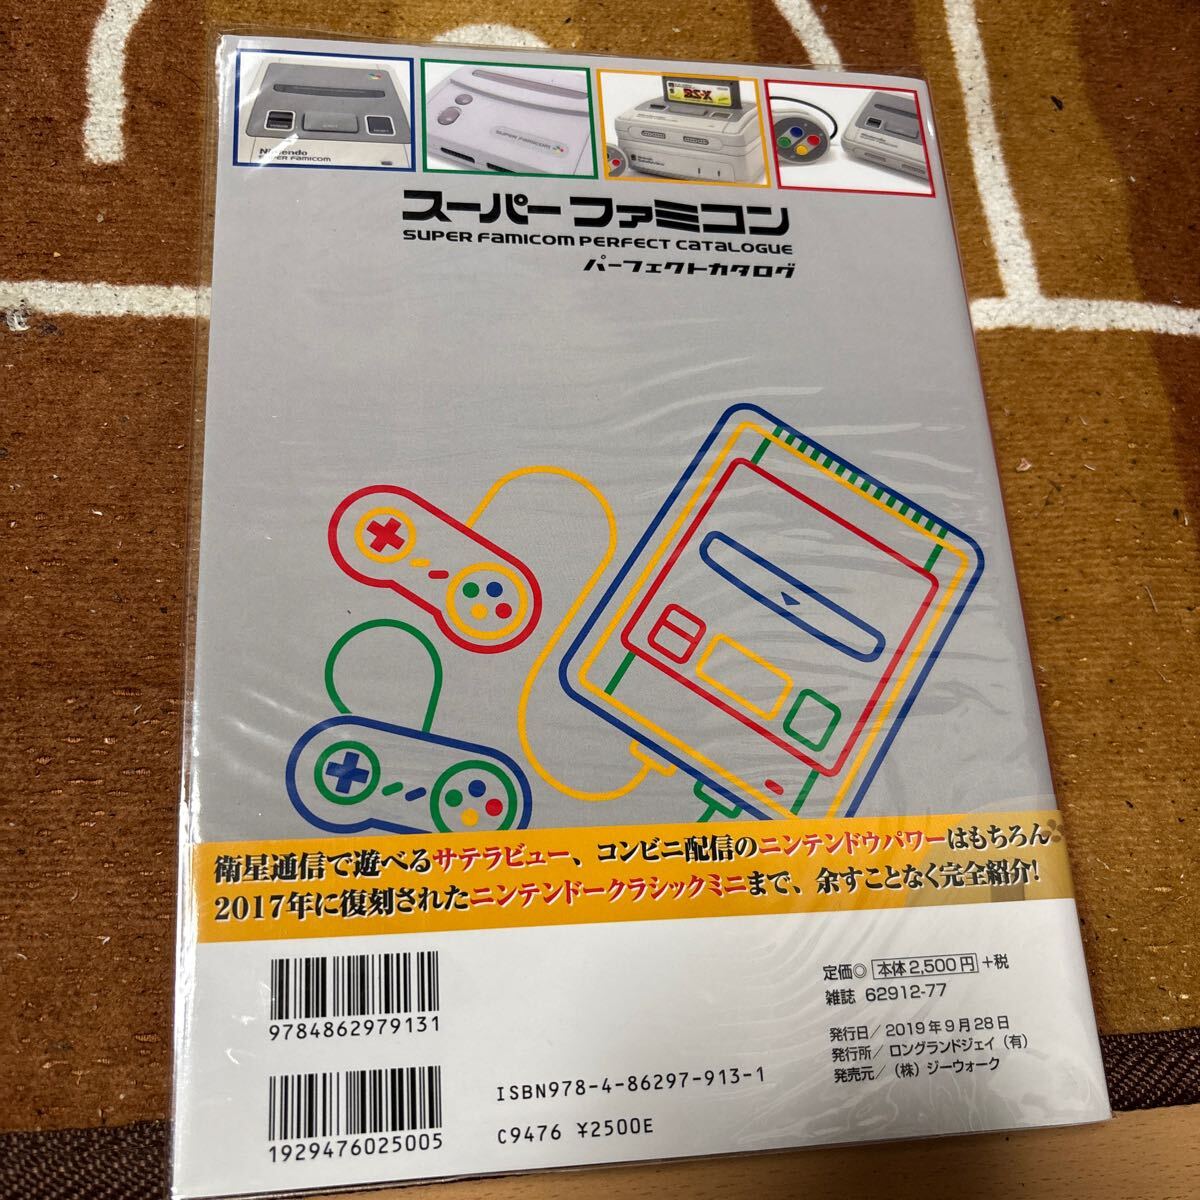 Nintendo
SUPER FAMICOM
SUPER FAMICOM
BS-X
スーパーファミコン
SUPER FAMICOM PERFECT CATALOGUE
パーフェクトカタログ
衛星通信で遊べるサテラビュー、コンビニ配信のニンテンドウパワーはもちろん
2017年に復刻されたニンテンドークラシックミニまで、余すことなく完全紹介!
9784862979131
1929476025005
ISBN978-4-86297-913-1
C9476 ¥2500E
定価◎ 本体2,500円 +税
雑誌 62912-77
発行日/2019年9月28日
発行所/ロングランドジェイ(有)
発売元/(株)ジーウォーク